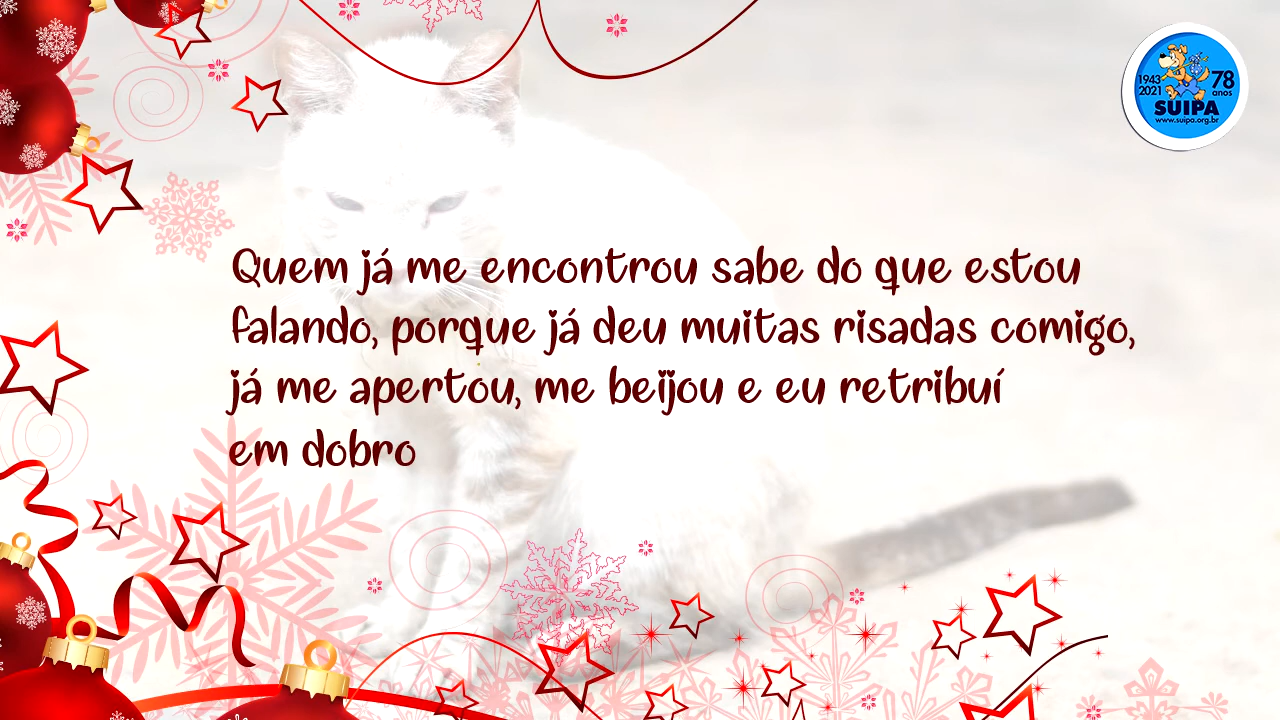 1943
2021
78
anos
SUIPA
www.suipa.org.br
Quem já me encontrou sabe do que estou
falando, porque já deu muitas risadas comigo,
já me apertou, me beijou e eu retribuí
em dobro